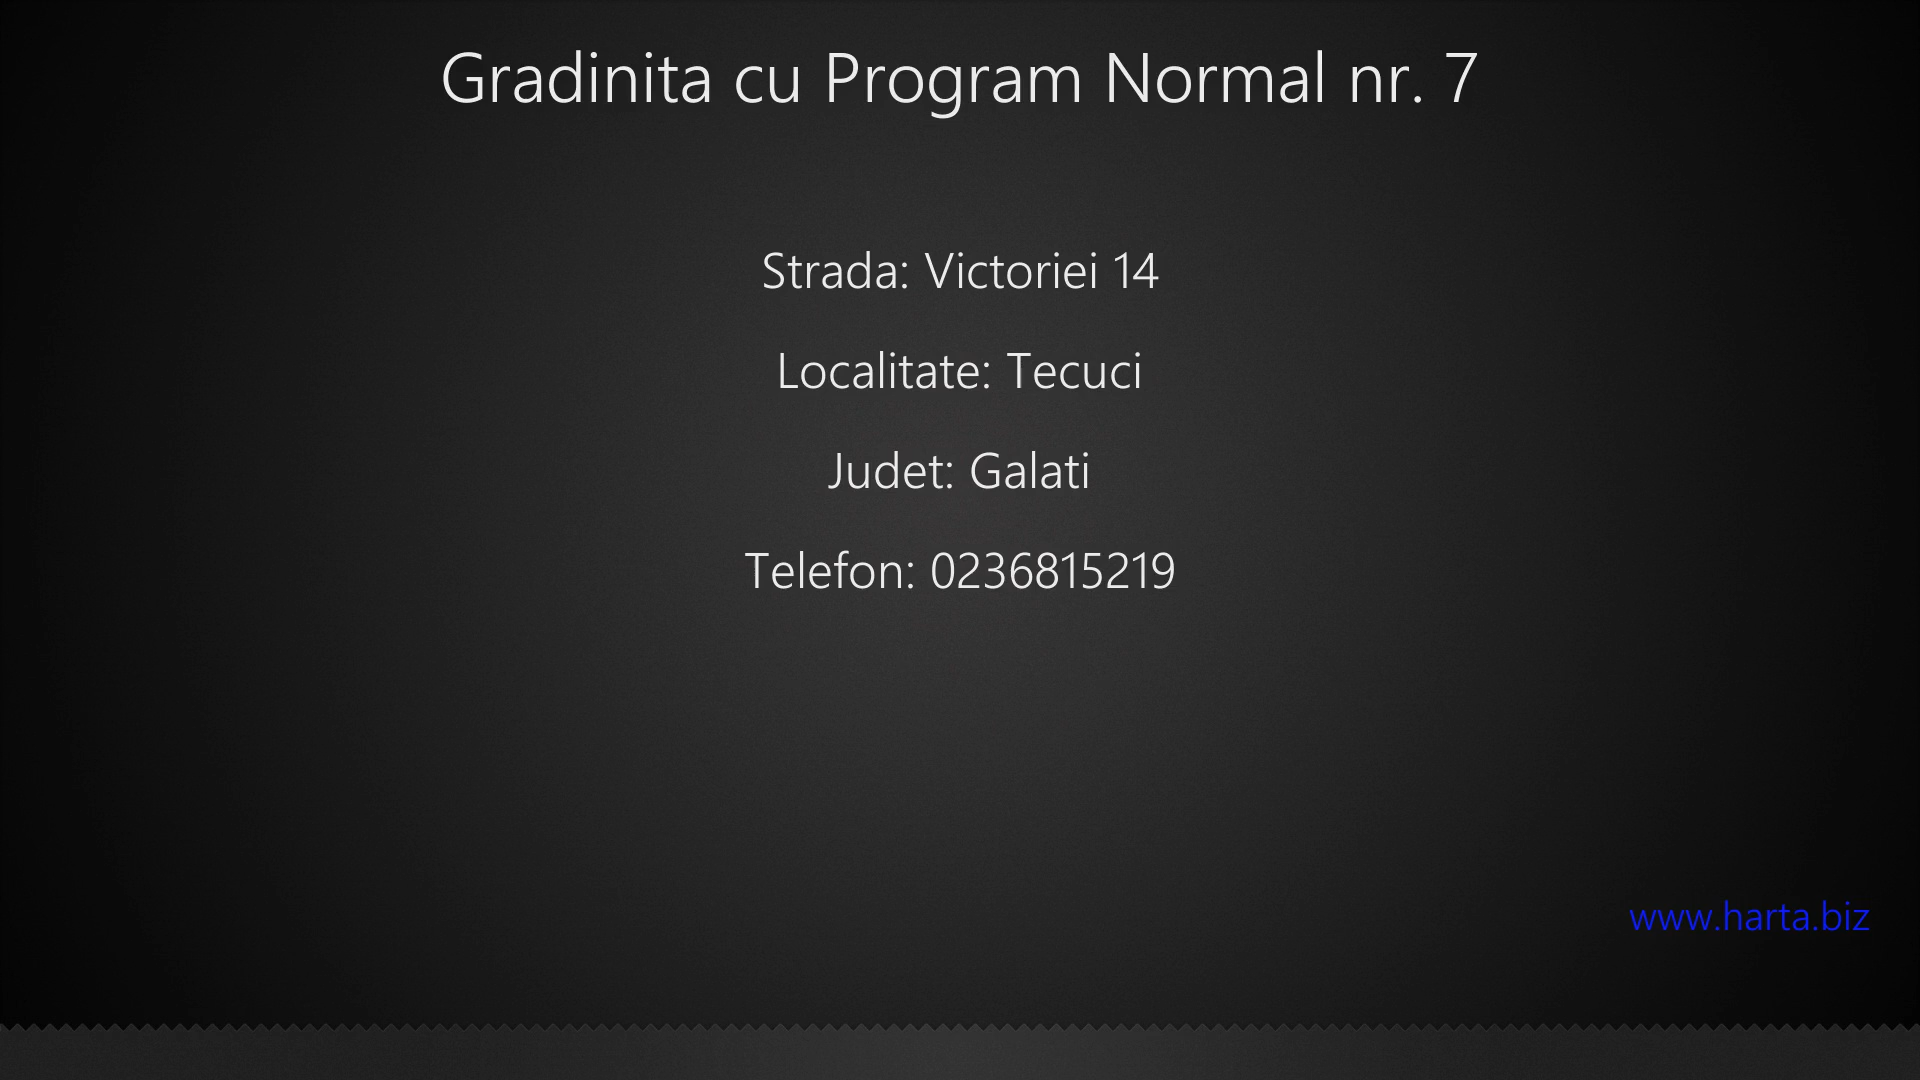 Gradinita cu Program Normal nr. 7
Strada: Victoriei 14
Localitate: Tecuci
Judet: Galati
Telefon: 0236815219
www.harta.biz